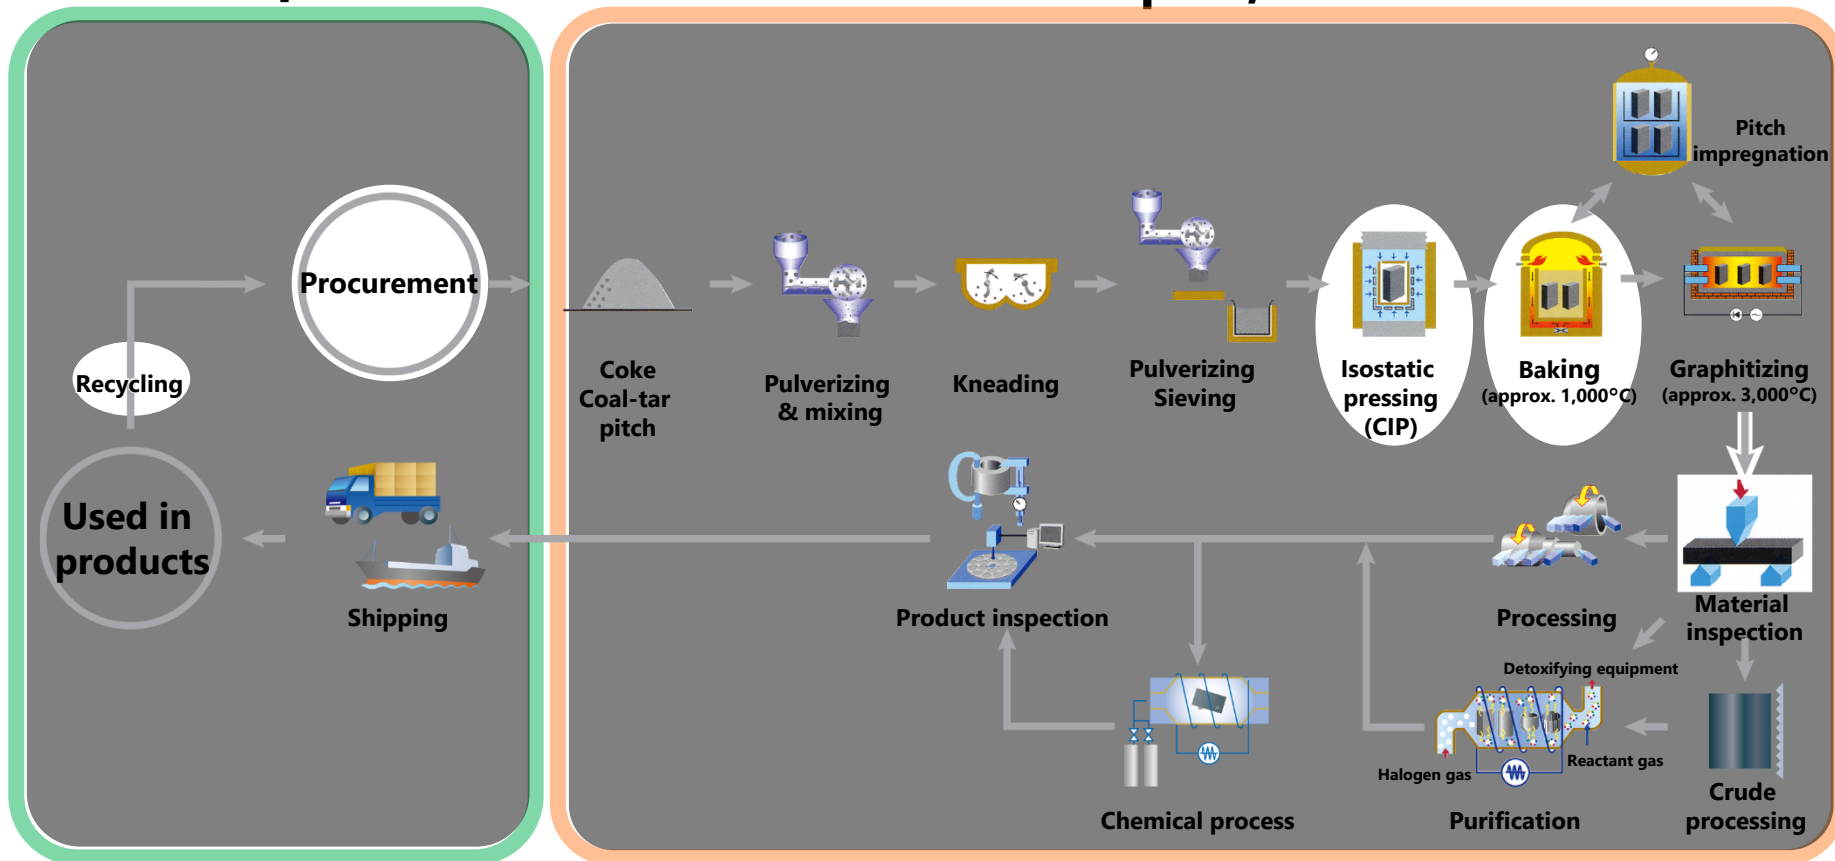 Pitch
impregnation
Procurement
Recycling
Coke
Coal-tar
pitch
Pulverizing
& mixing
Kneading
Pulverizing
Sieving
Isostatic
pressing
(CIP)
Baking
(approx. 1,000°C)
Graphitizing
(approx. 3,000°C)
Used in
products
Shipping
Product inspection
Processing
Material
inspection
Detoxifying equipment
Halogen gas
Reactant gas
Chemical process
Purification
Crude
processing